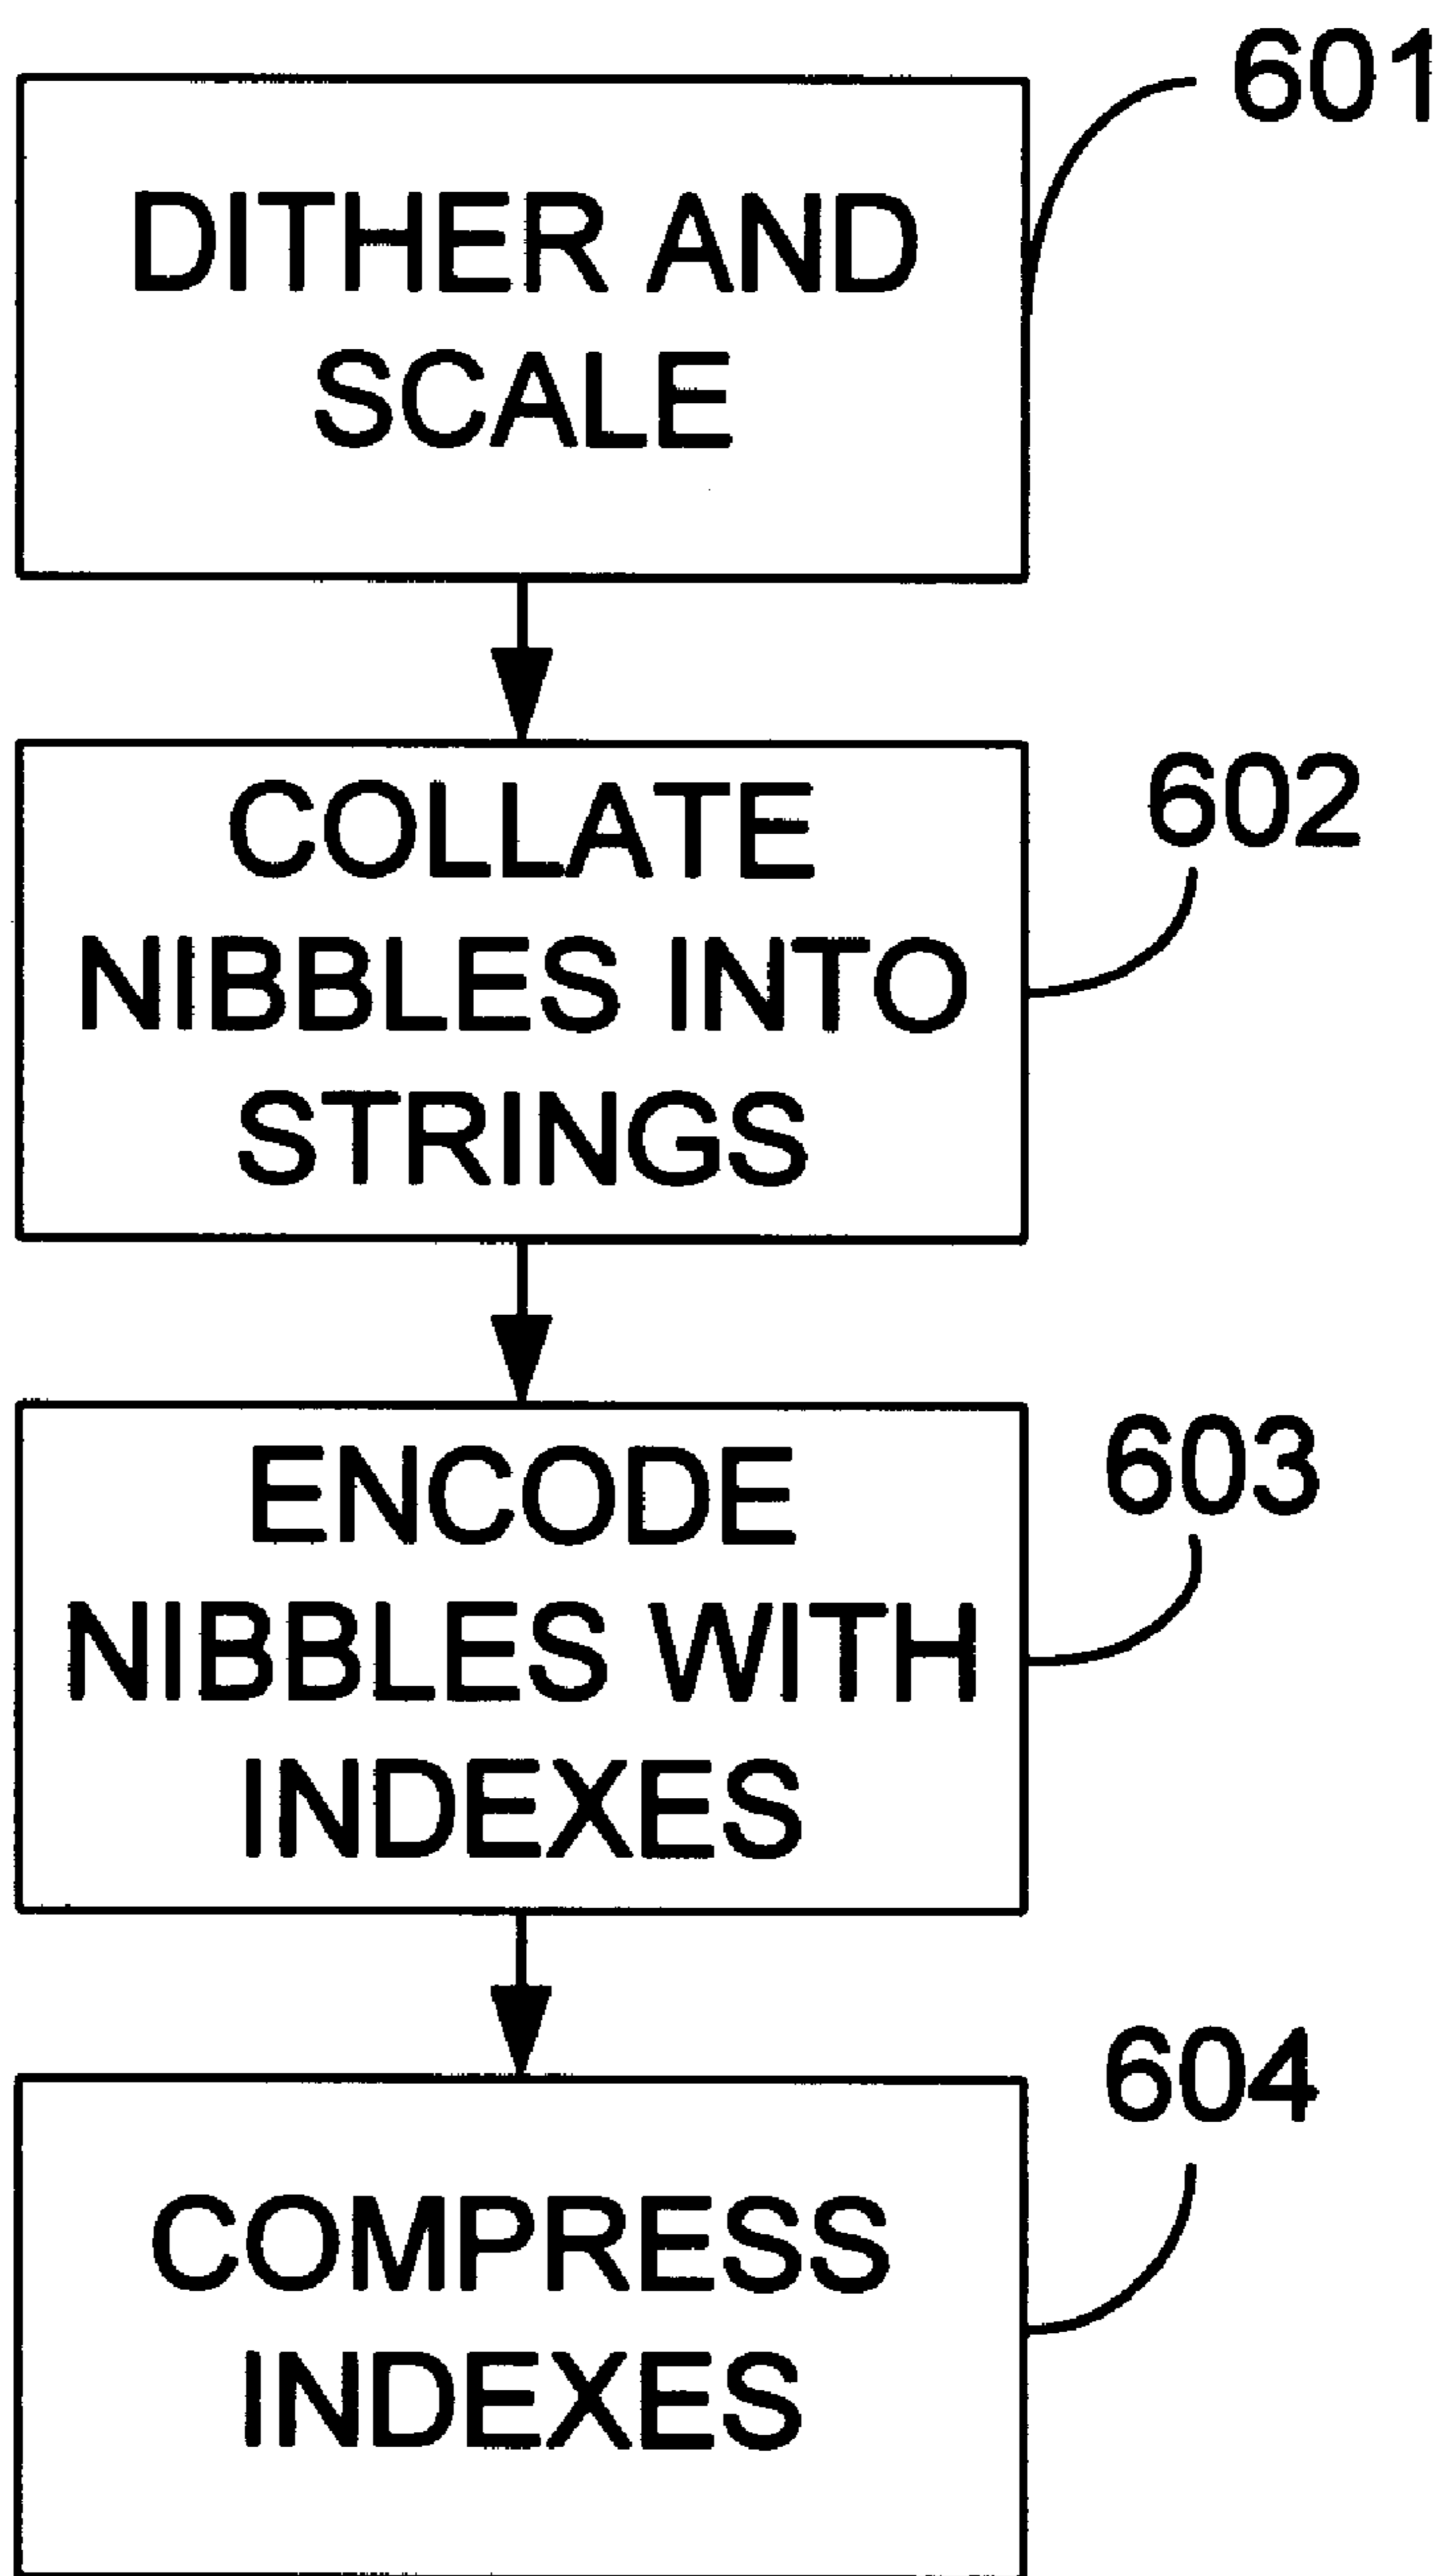 601
DITHER AND
SCALE
602
COLLATE
NIBBLES INTO
STRINGS
603
ENCODE
NIBBLES WITH
INDEXES
604
COMPRESS
INDEXES